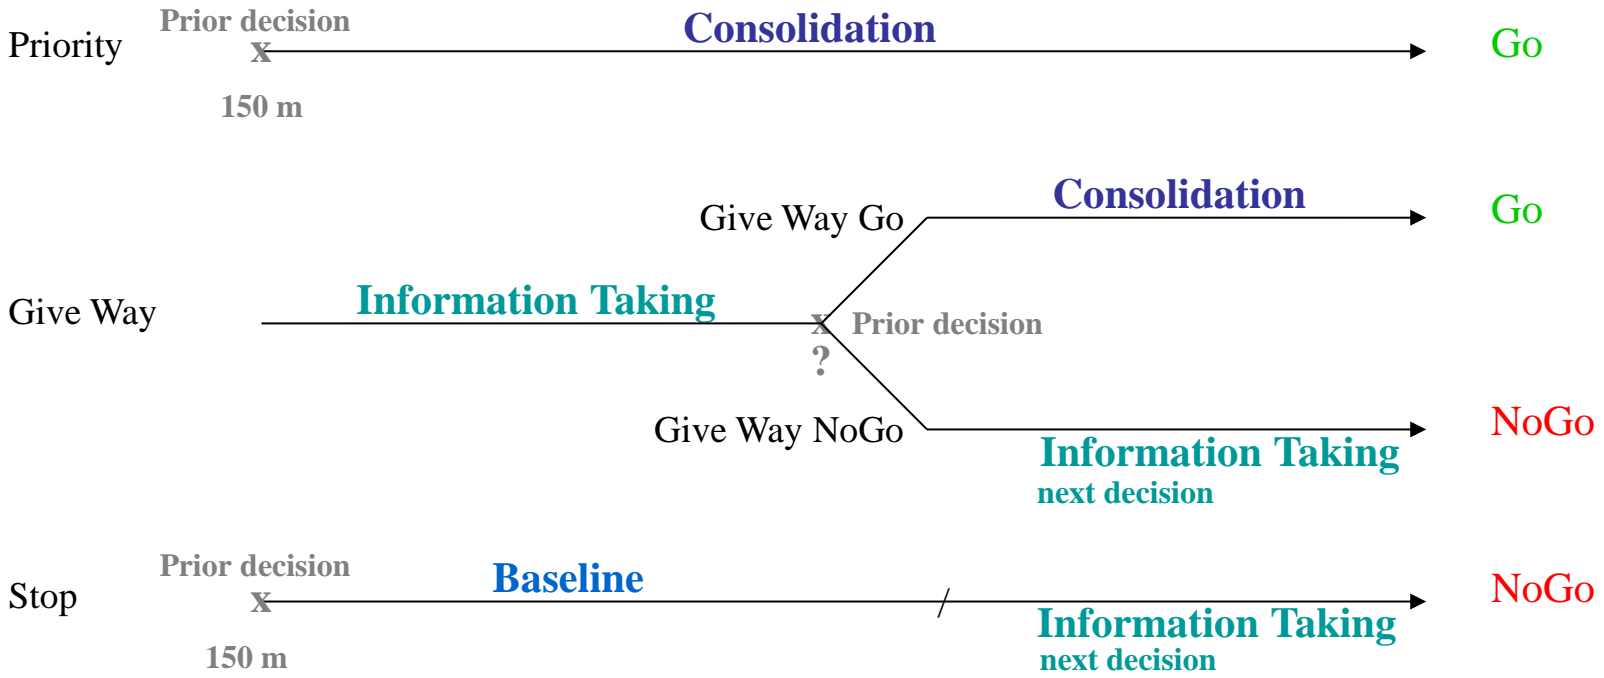 Prior decision
Priority
x
Consolidation
Go
150 m
Give Way Go
Consolidation
Go
Give Way
Information Taking
x Prior decision
?
Give Way NoGo
NoGo
Information Taking
next decision
Prior decision
Stop
x
Baseline
NoGo
Information Taking
150 m
next decision